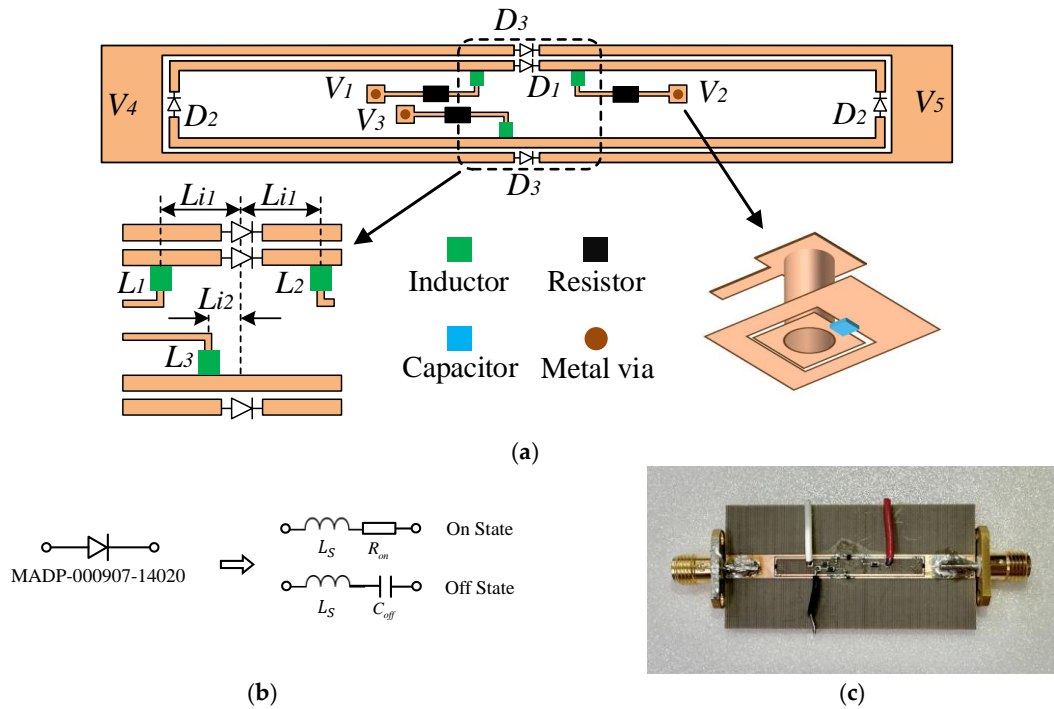 D3
V1
D1
V2
V4
D2
V3
D2
V5
D3
Li1 Li1
L1
L2
Li2
L3
Inductor
Resistor
Capacitor
Metal via
(a)
MADP-000907-14020
LS Ron On State
LS Coff Off State
(b)
(c)